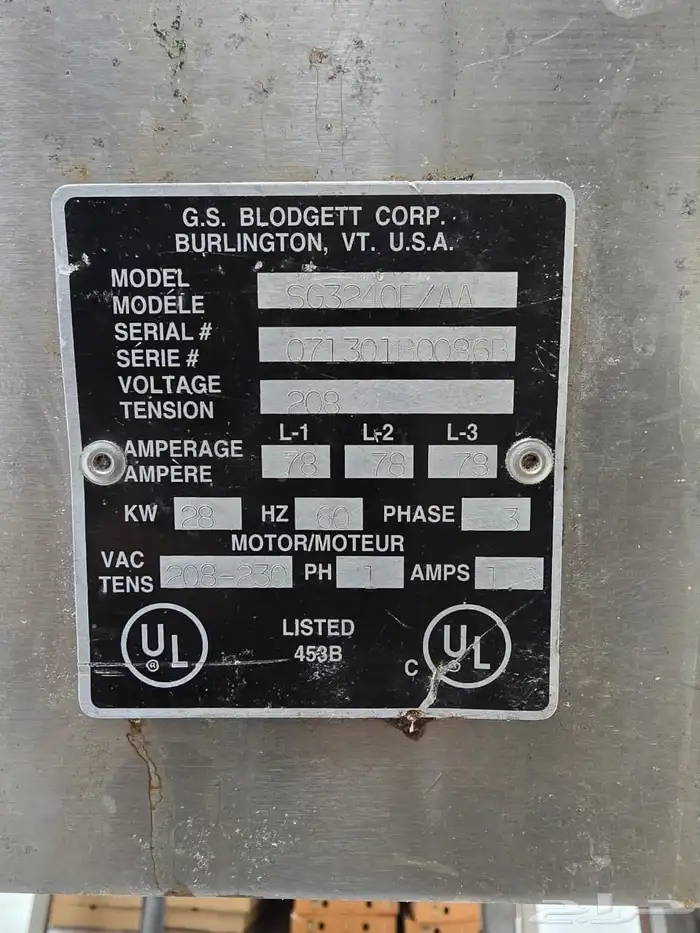 G.S. BLODGETT CORP.
BURLINGTON, VT. U.S.A.
MODEL
MODÉLE
SG3240E/AA
SERIAL #
SÉRIE #
071301B0086B
VOLTAGE
TENSION
208
L-1 L-2 L-3
AMPERAGE
AMPÈRE
78 78 78
KW 28 HZ 60 PHASE 3
MOTOR/MOTEUR
VAC
TENS
208-230 PH 1 AMPS
UL
R
LISTED
453B
C UL
R
حراج